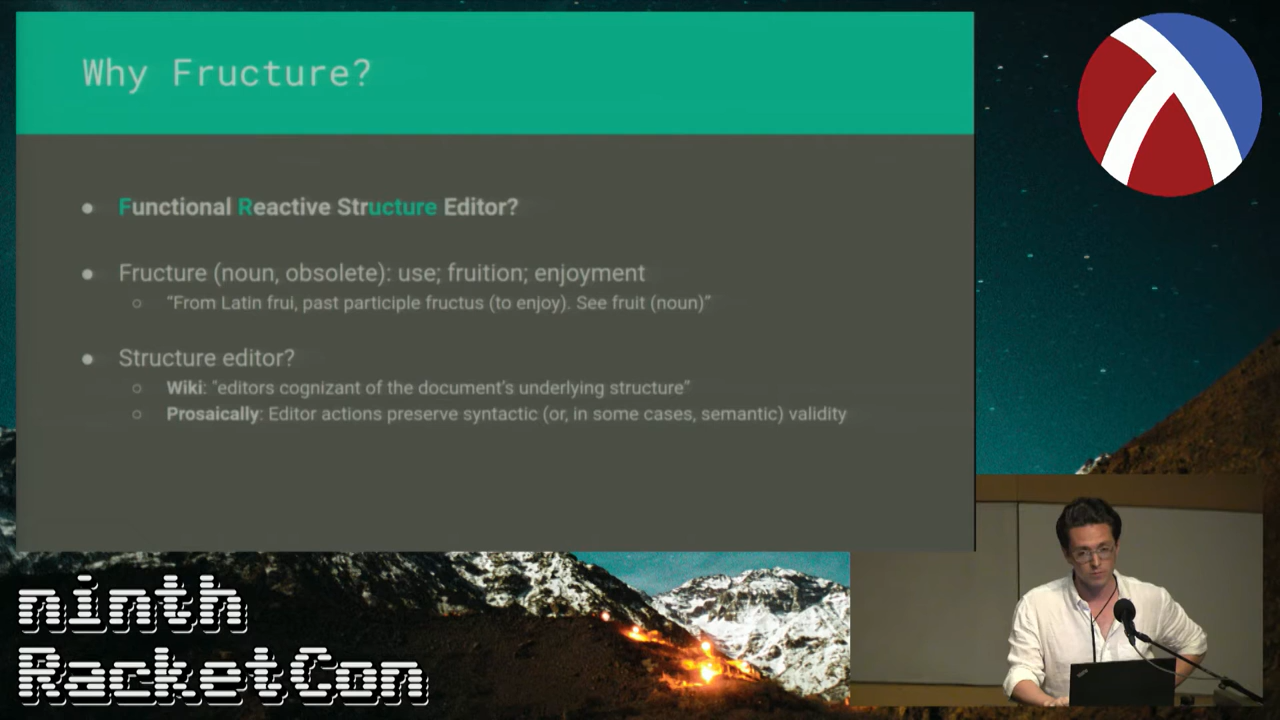 Why Fructure?
● Functional Reactive Structure Editor?
● Fructure (noun, obsolete): use; fruition; enjoyment
○ “From Latin frui, past participle fructus (to enjoy). See fruit (noun)”
● Structure editor?
○ Wiki: “editors cognizant of the document's underlying structure”
○ Prosaically: Editor actions preserve syntactic (or, in some cases, semantic) validity
ninth
RacketCon